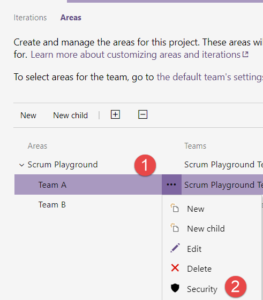 Iterations Areas
Create and manage the areas for this project. These areas wi
for. Learn more about customizing areas and iterations
To select areas for the team, go to the default team's setting
New New child
Areas Teams
Scrum Playground 1 Scrum Playground Te
Team A ••• Scrum Playground Te
Team B
New
New child
Edit
Delete
Security 2